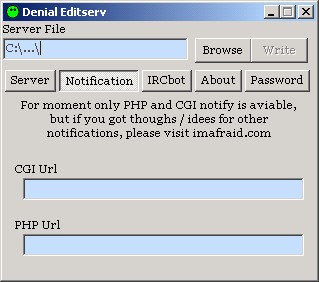 Denial Editserv
Server File
C:\...\
Browse
Write
Server
Notification
IRCbot
About
Password
For moment only PHP and CGI notify is aviable,
but if you got thoughs / idees for other
notifications, please visit imafraid.com
CGI Url
PHP Url